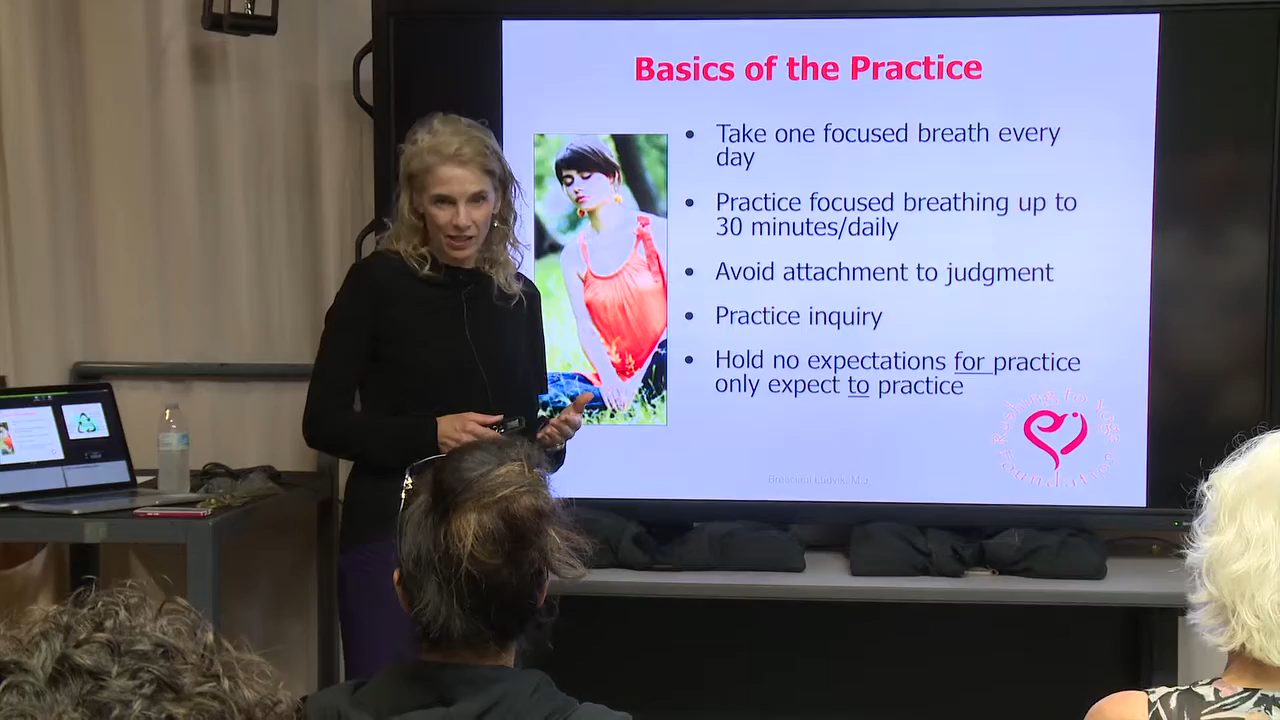 Basics of the Practice
• Take one focused breath every
day
• Practice focused breathing up to
30 minutes/daily
• Avoid attachment to judgment
• Practice inquiry
• Hold no expectations for practice
only expect to practice
Foundation